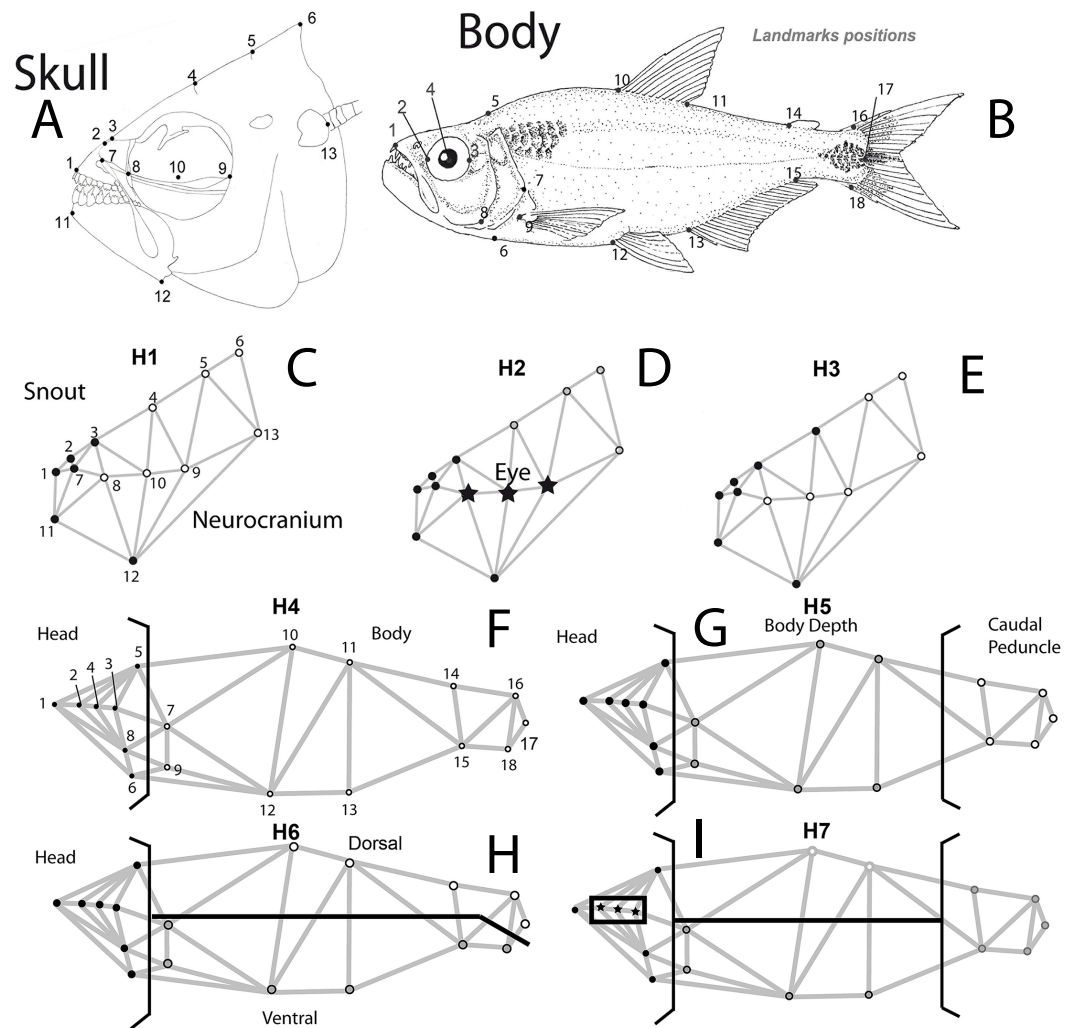 Skull
A
Body
Landmarks positions
B
1
2
3
4
5
6
7
8
9
10
11
12
13
1
2
4
3
5
6
7
8
9
10
11
12
13
14
15
16
17
18
H1
C
Snout
Neurocranium
1
2
3
4
5
6
7
8
9
10
11
12
13
H2
D
Eye
H3
E
H4
F
Head
Body
1
2
4
3
5
6
7
8
9
10
11
12
13
14
15
16
17
18
H5
G
Head
Body Depth
Caudal
Peduncle
H6
H
Head
Dorsal
Ventral
H7
I